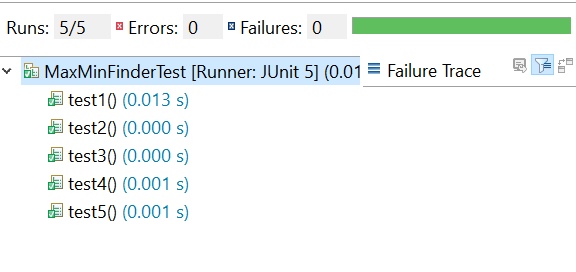 Runs: 5/5 Errors: 0 Failures: 0
MaxMinFinderTest [Runner: JUnit 5] (0.01
Failure Trace
test1() (0.013 s)
test2() (0.000 s)
test3() (0.000 s)
test4() (0.001 s)
test5() (0.001 s)